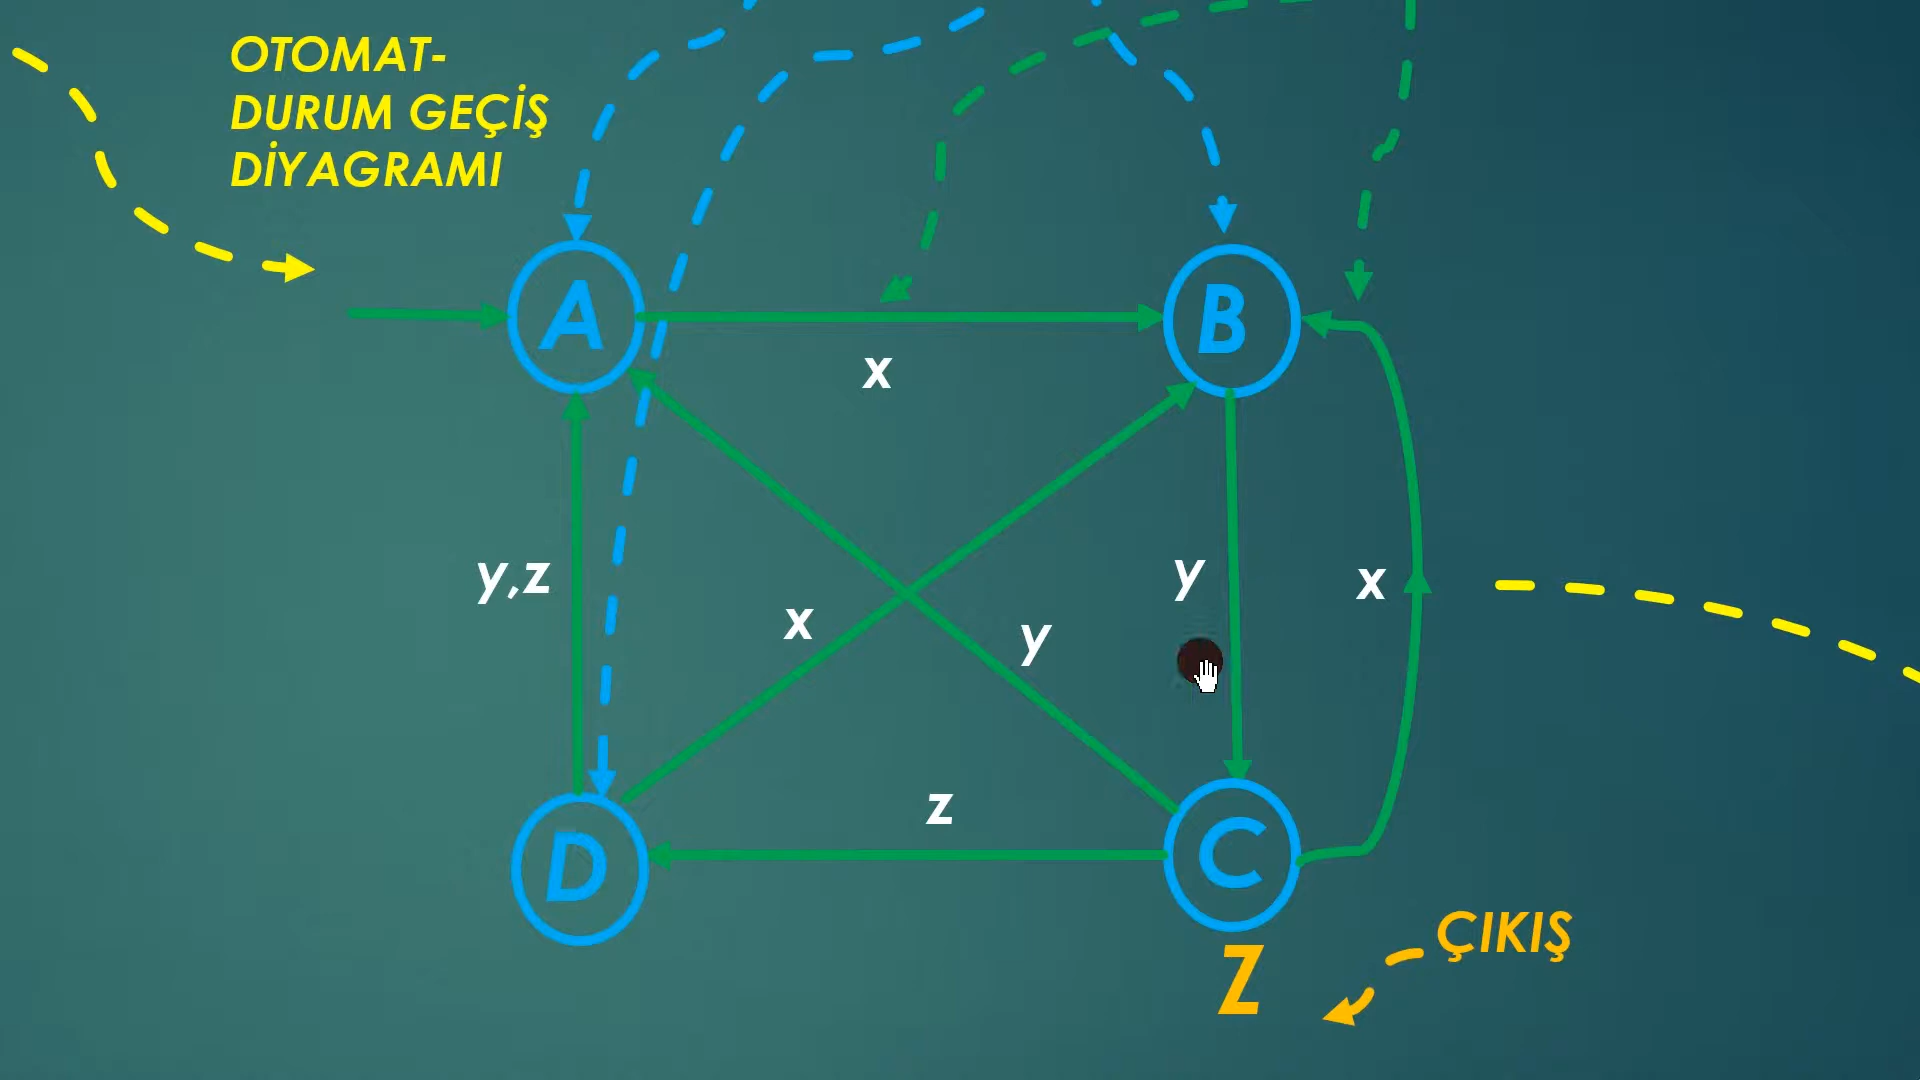 OTOMAT-
DURUM GEÇİŞ
DİYAGRAMI
A
B
x
y,z
x
y
y
x
z
D
C
ÇIKIŞ
Z